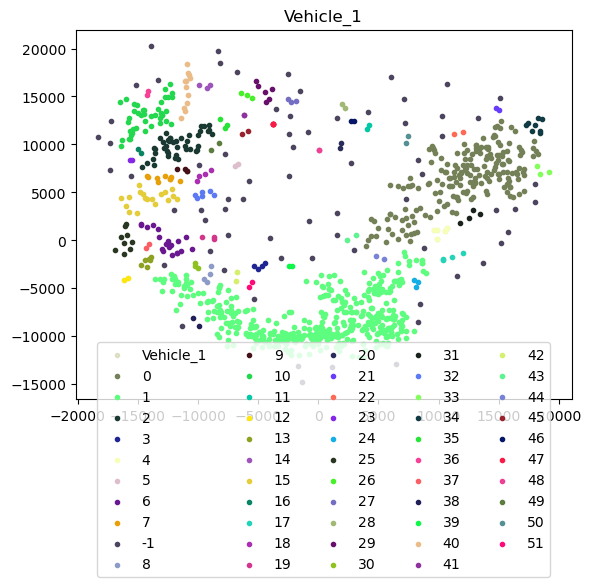 Vehicle_1
20000
15000
10000
5000
0
−5000
−10000
−15000
−20000 −15000 −10000 −5000 0 5000 10000 15000 20000
Vehicle_1 9 20 31 42
0 10 21 32 43
1 11 22 33 44
2 12 23 34 45
3 13 24 35 46
4 14 25 36 47
5 15 26 37 48
6 16 27 38 49
7 17 28 39 50
-1 18 29 40 51
8 19 30 41